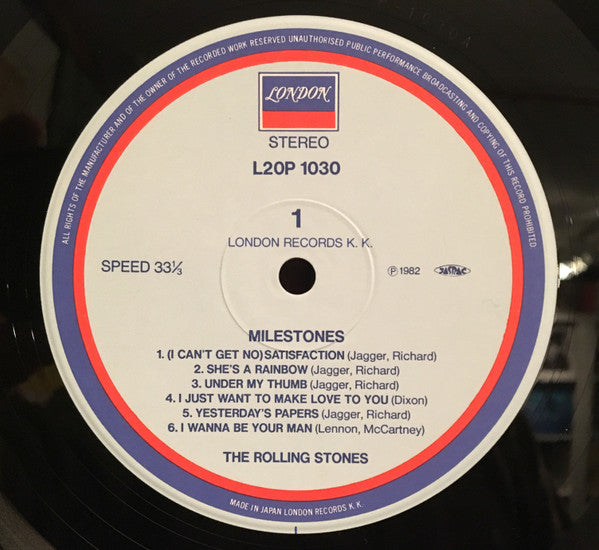 ALL RIGHTS OF THE MANUFACTURER AND OF THE OWNER OF THE RECORDED WORK RESERVED UNAUTHORISED PUBLIC PERFORMANCE BROADCASTING AND COPYING OF THIS RECORD PROHIBITED
LONDON
STEREO
L20P 1030
1
LONDON RECORDS K. K.
SPEED 33⅓
Ⓟ 1982 JASRAC
MILESTONES
1. (I CAN'T GET NO) SATISFACTION (Jagger, Richard)
2. SHE'S A RAINBOW (Jagger, Richard)
3. UNDER MY THUMB (Jagger, Richard)
4. I JUST WANT TO MAKE LOVE TO YOU (Dixon)
5. YESTERDAY'S PAPERS (Jagger, Richard)
6. I WANNA BE YOUR MAN (Lennon, McCartney)
THE ROLLING STONES
MADE IN JAPAN LONDON RECORDS K. K.